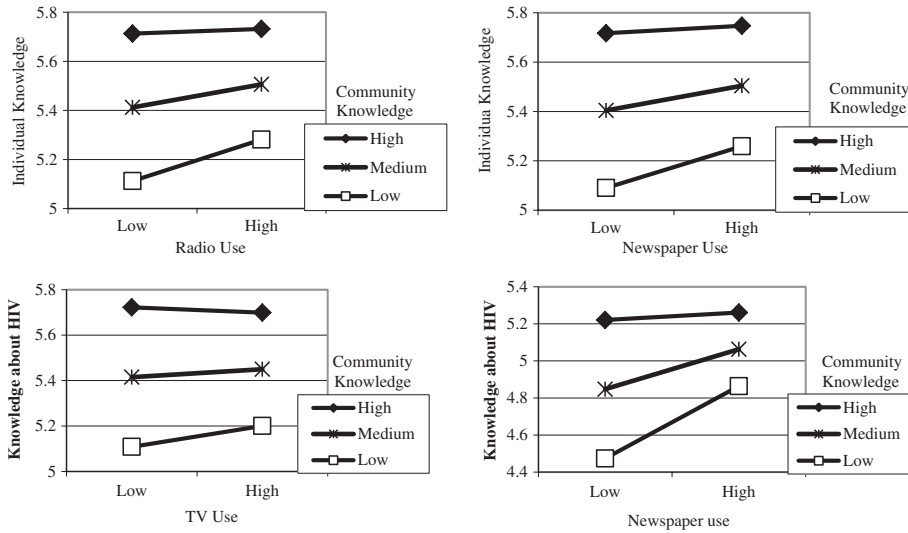 5.8
5.6
5.4
5.2
5
Individual Knowledge
Low
High
Radio Use
Community
Knowledge
High
Medium
Low
5.8
5.6
5.4
5.2
5
Individua Knowledge
Low
High
Newspaper Use
Community
Knowledge
High
Medium
Low
5.8
5.6
5.4
5.2
5
Knowledge about HIV
Low
High
TV Use
Community
Knowledge
High
Medium
Low
5.4
5.2
5
4.8
4.6
4.4
Knowledge about HIV
Low
High
Newspaper use
Community
Knowledge
High
Medium
Low